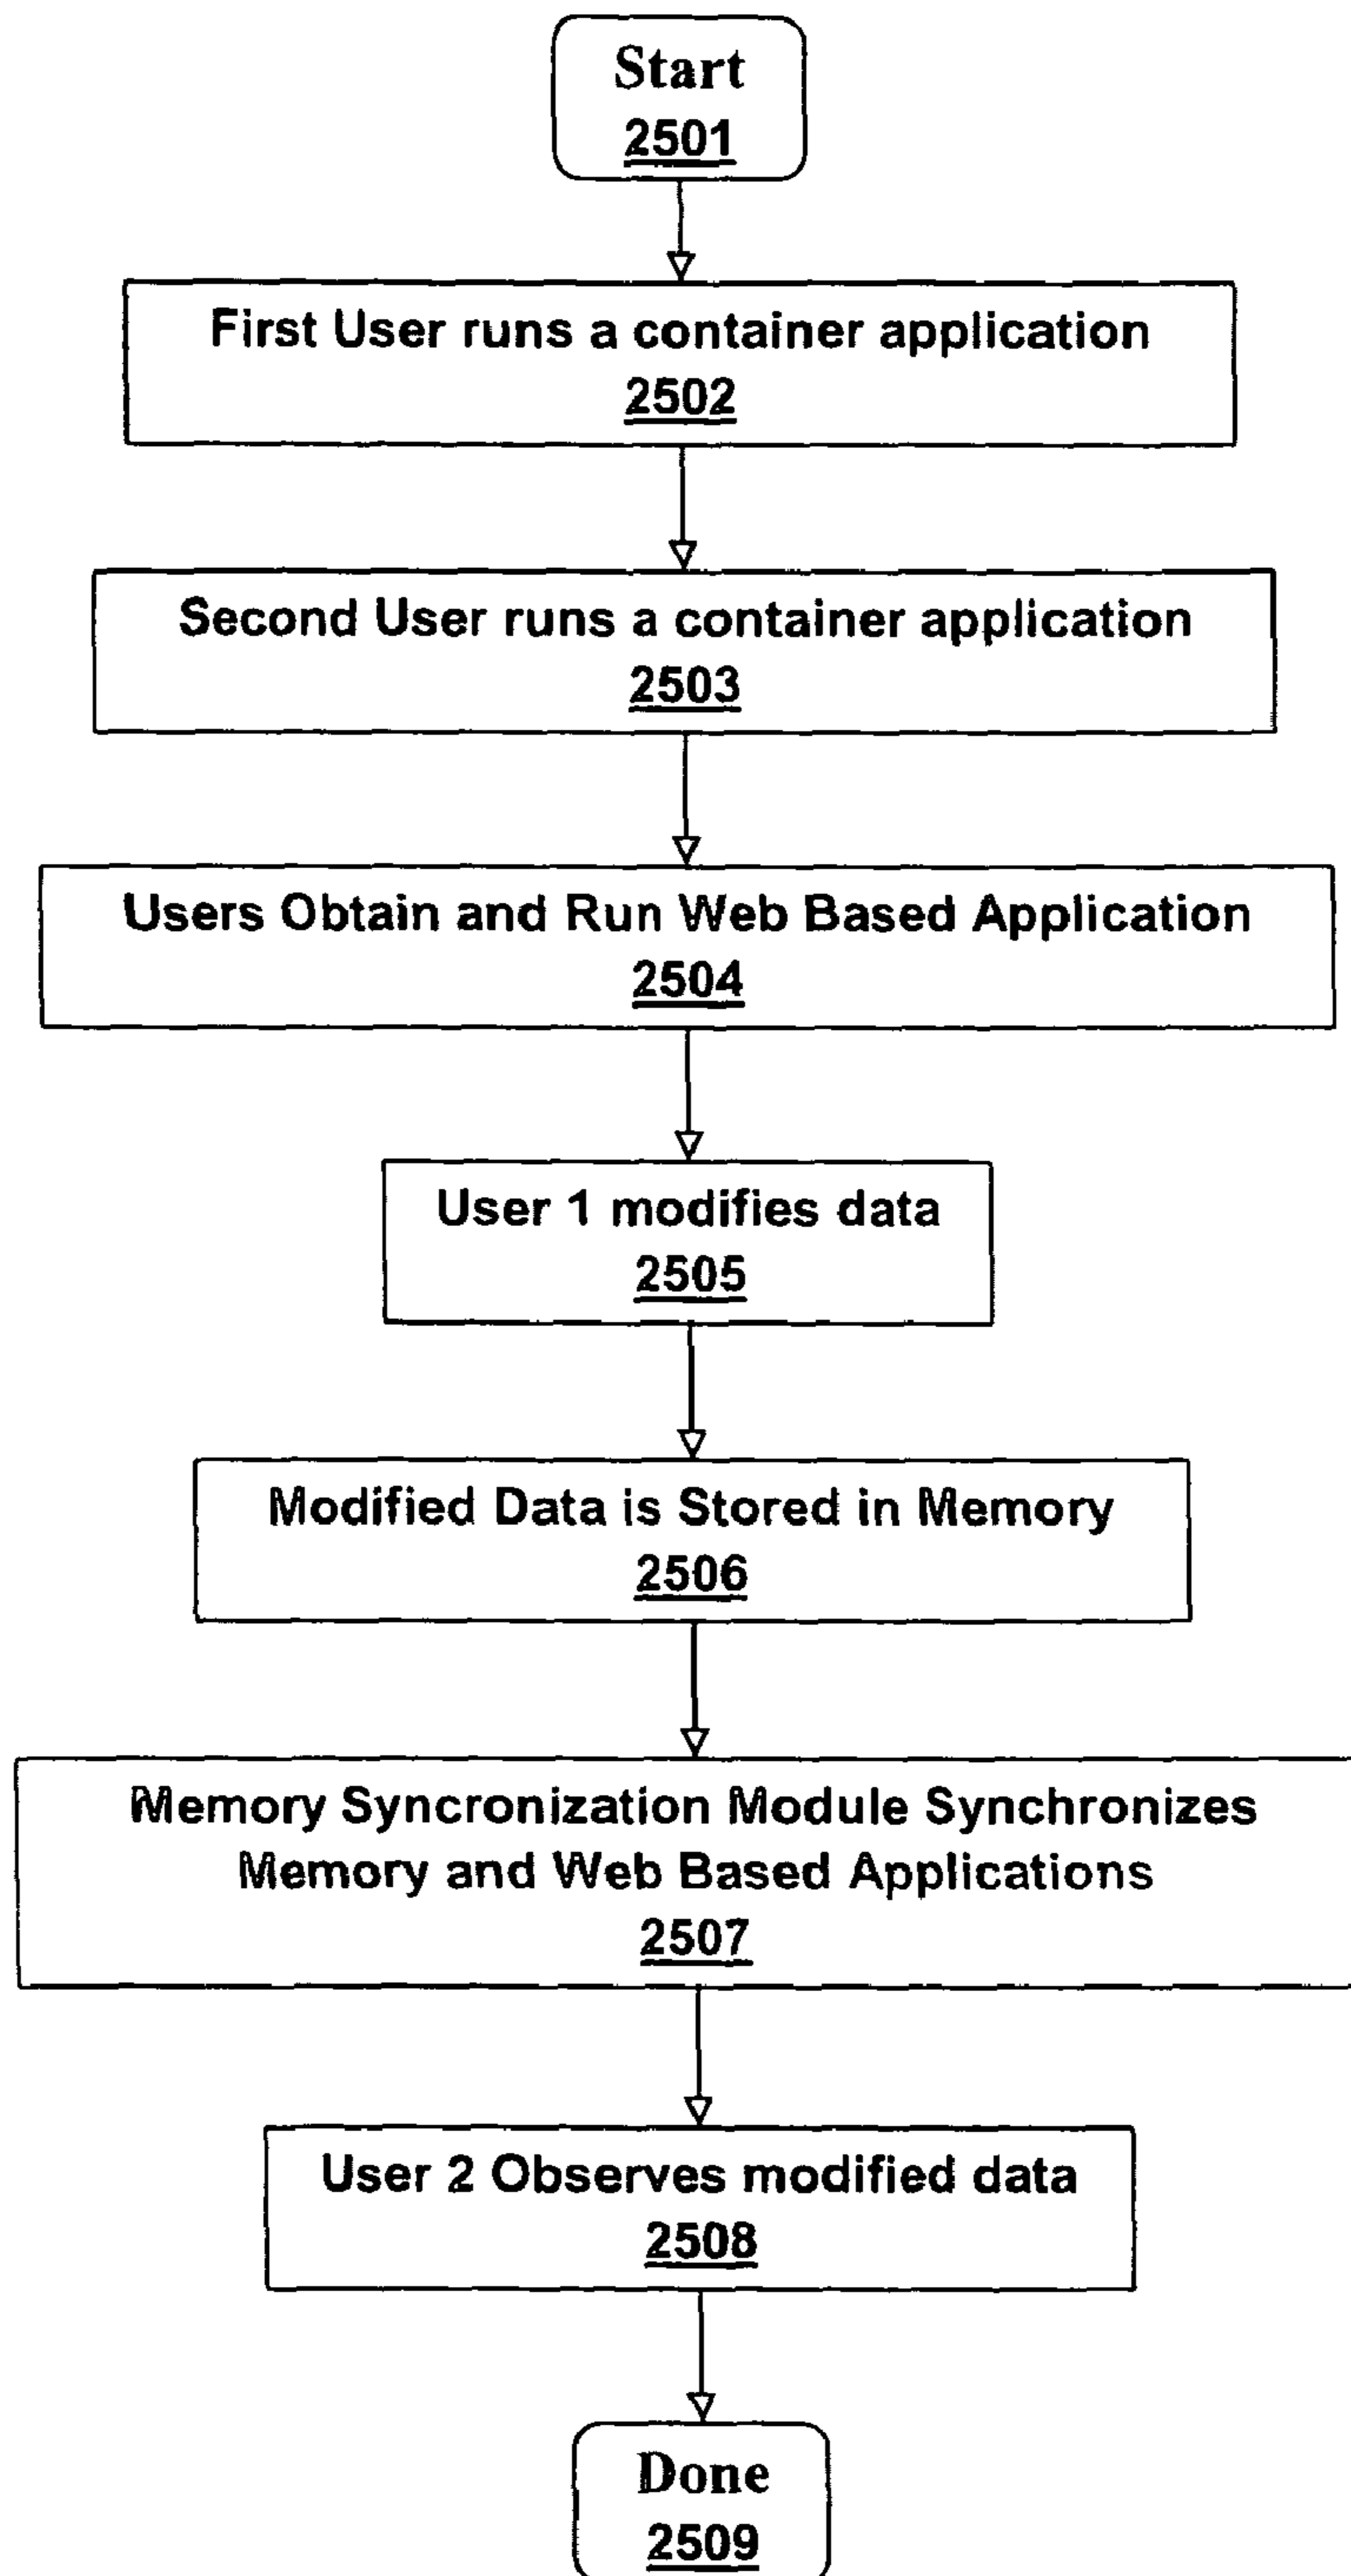 Start
2501
First User runs a container application
2502
Second User runs a container application
2503
Users Obtain and Run Web Based Application
2504
User 1 modifies data
2505
Modified Data is Stored in Memory
2506
Memory Syncronization Module Synchronizes
Memory and Web Based Applications
2507
User 2 Observes modified data
2508
Done
2509